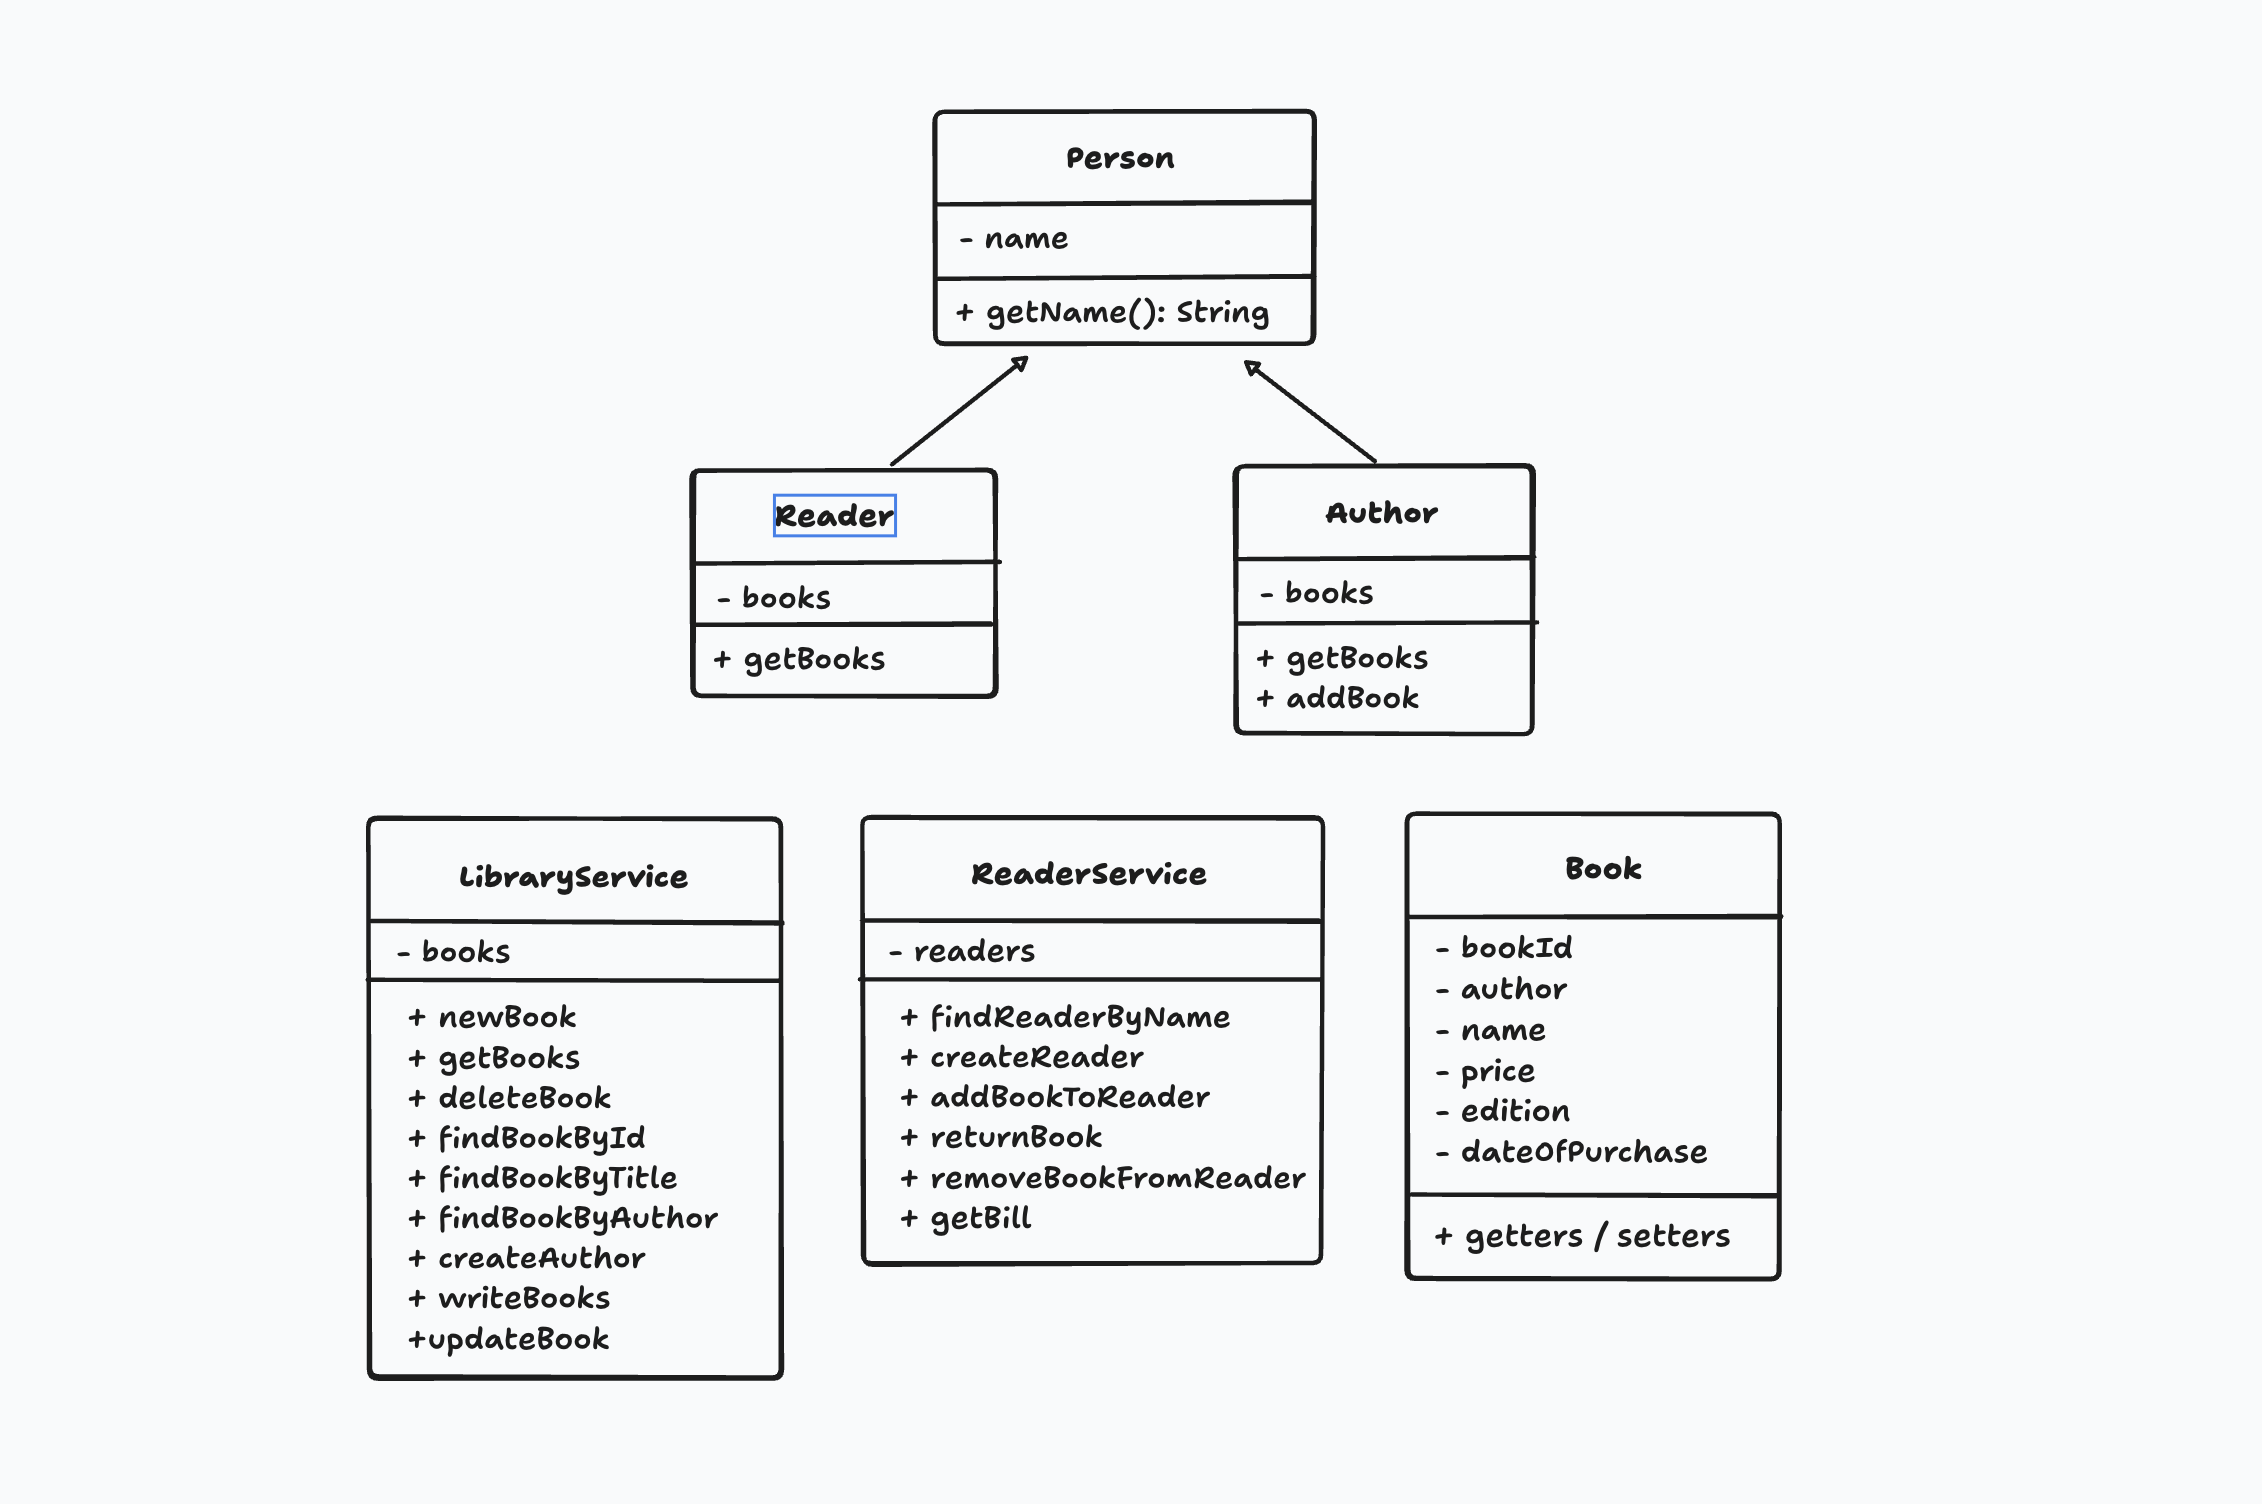 Person
- name
+ getName(): String
Reader
- books
+ getBooks
Author
- books
+ getBooks
+ addBook
LibraryService
- books
+ newBook
+ getBooks
+ deleteBook
+ findBookById
+ findBookByTitle
+ findBookByAuthor
+ createAuthor
+ writeBooks
+updateBook
ReaderService
- readers
+ findReaderByName
+ createReader
+ addBookToReader
+ returnBook
+ removeBookFromReader
+ getBill
Book
- bookId
- author
- name
- price
- edition
- dateOfPurchase
+ getters / setters